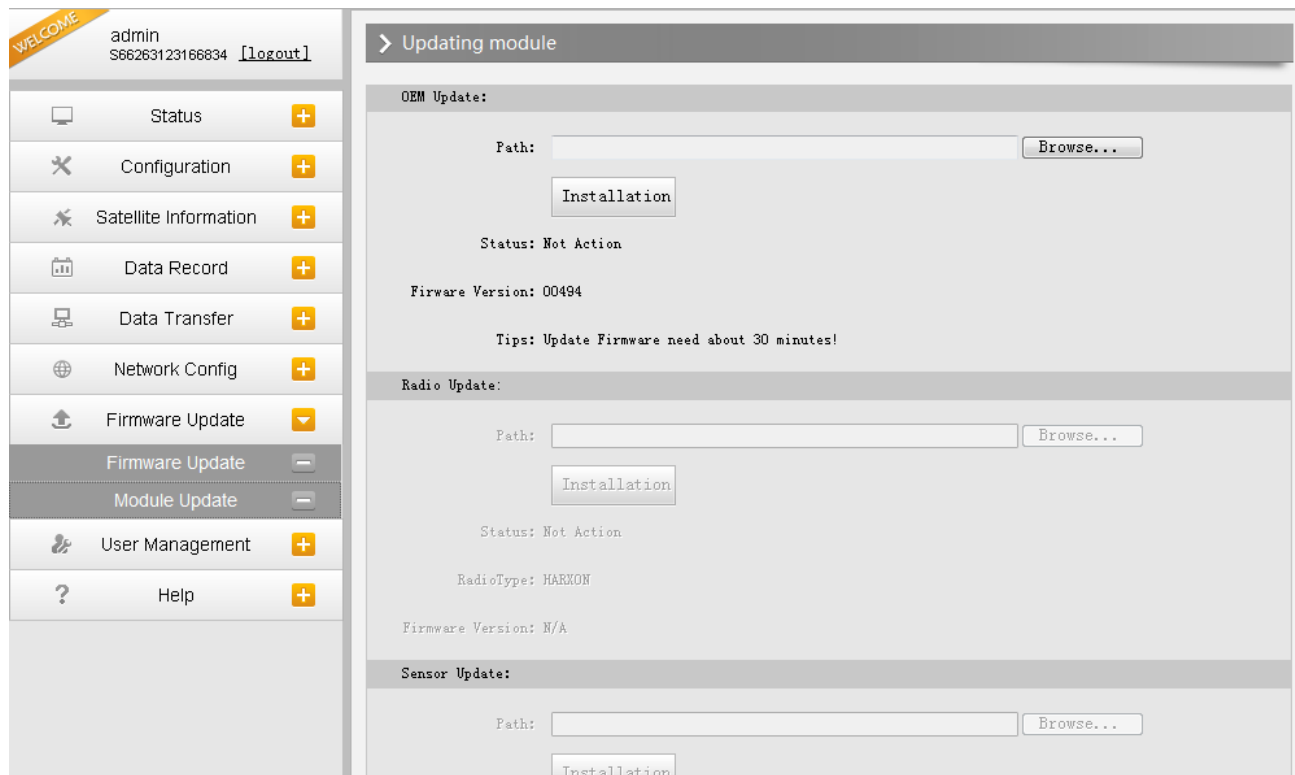 WELCOME
admin
S66263123166834 [logout]
Status
Configuration
Satellite Information
Data Record
Data Transfer
Network Config
Firmware Update
Firmware Update
Module Update
User Management
Help
Updating module
OEM Update:
Path: Browse...
Installation
Status: Not Action
Firware Version: 00494
Tips: Update Firmware need about 30 minutes!
Radio Update:
Path: Browse...
Installation
Status: Not Action
RadioType: HARXON
Firmware Version: N/A
Sensor Update:
Path: Browse...
Installation